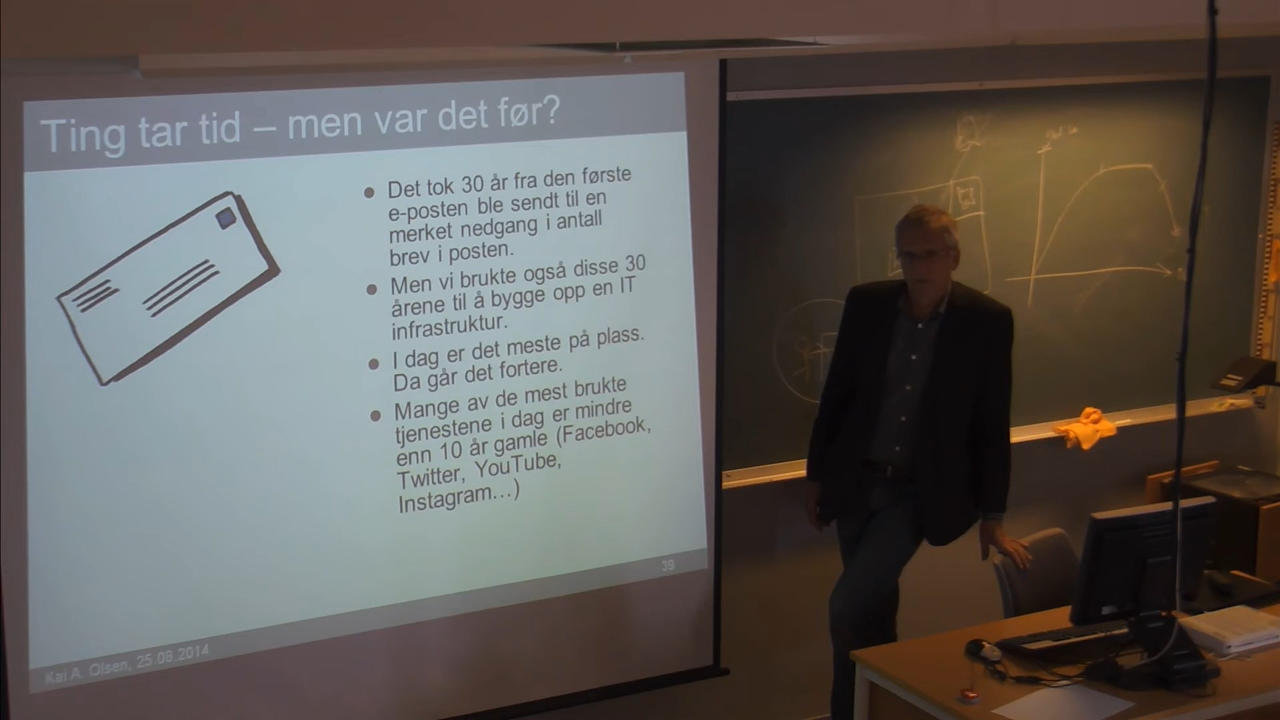 Ting tar tid – men var det før?
● Det tok 30 år fra den første
e-posten ble sendt til en
merket nedgang i antall
brev i posten.
● Men vi brukte også disse 30
årene til å bygge opp en IT
infrastruktur.
● I dag er det meste på plass.
Da går det fortere.
● Mange av de mest brukte
tjenestene i dag er mindre
enn 10 år gamle (Facebook,
Twitter, YouTube,
Instagram…)
39
Kai A. Olsen, 25.08.2014